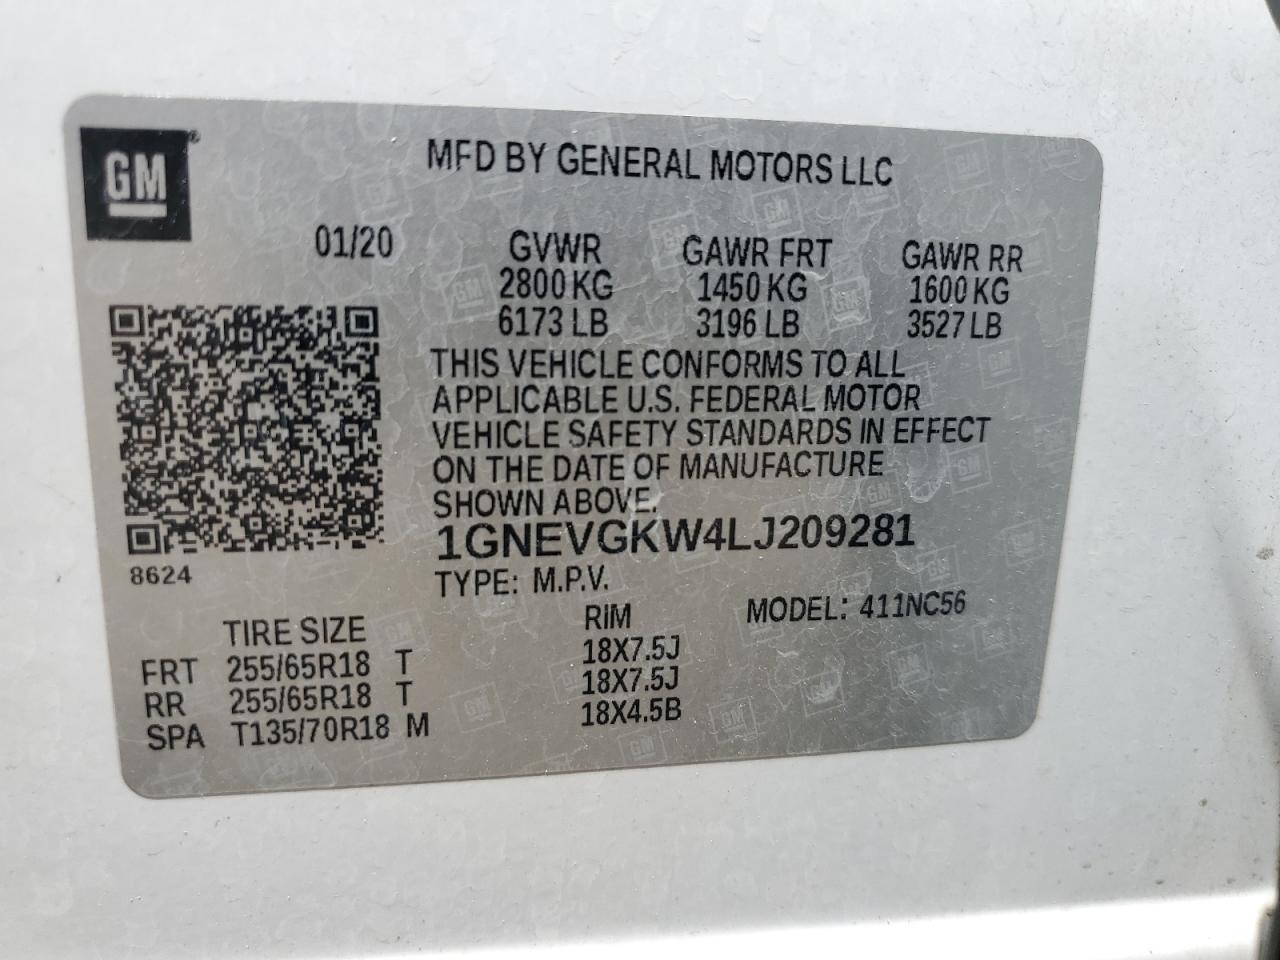 GM
MFD BY GENERAL MOTORS LLC
01/20 GVWR GAWR FRT GAWR RR
2800 KG 1450 KG 1600 KG
6173 LB 3196 LB 3527 LB
THIS VEHICLE CONFORMS TO ALL
APPLICABLE U.S. FEDERAL MOTOR
VEHICLE SAFETY STANDARDS IN EFFECT
ON THE DATE OF MANUFACTURE
SHOWN ABOVE.
1GNEVGKW4LJ209281
8624
TYPE: M.P.V.
MODEL: 411NC56
TIRE SIZE RIM
FRT 255/65R18 T 18X7.5J
RR 255/65R18 T 18X7.5J
SPA T135/70R18 M 18X4.5B